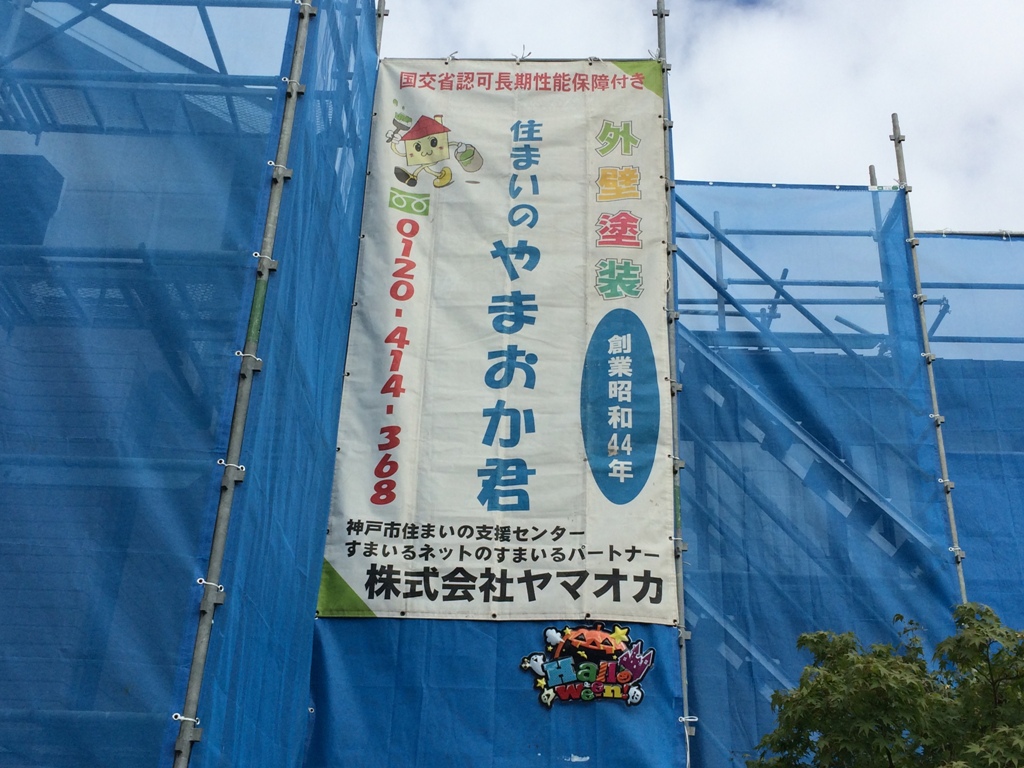 国交省認可長期性能保障付き
外壁塗装
創業昭和44年
住まいのやまおか君
0120-414-368
神戸市住まいの支援センター
すまいるネットのすまいるパートナー
株式会社ヤマオカ
Hallo
ween!